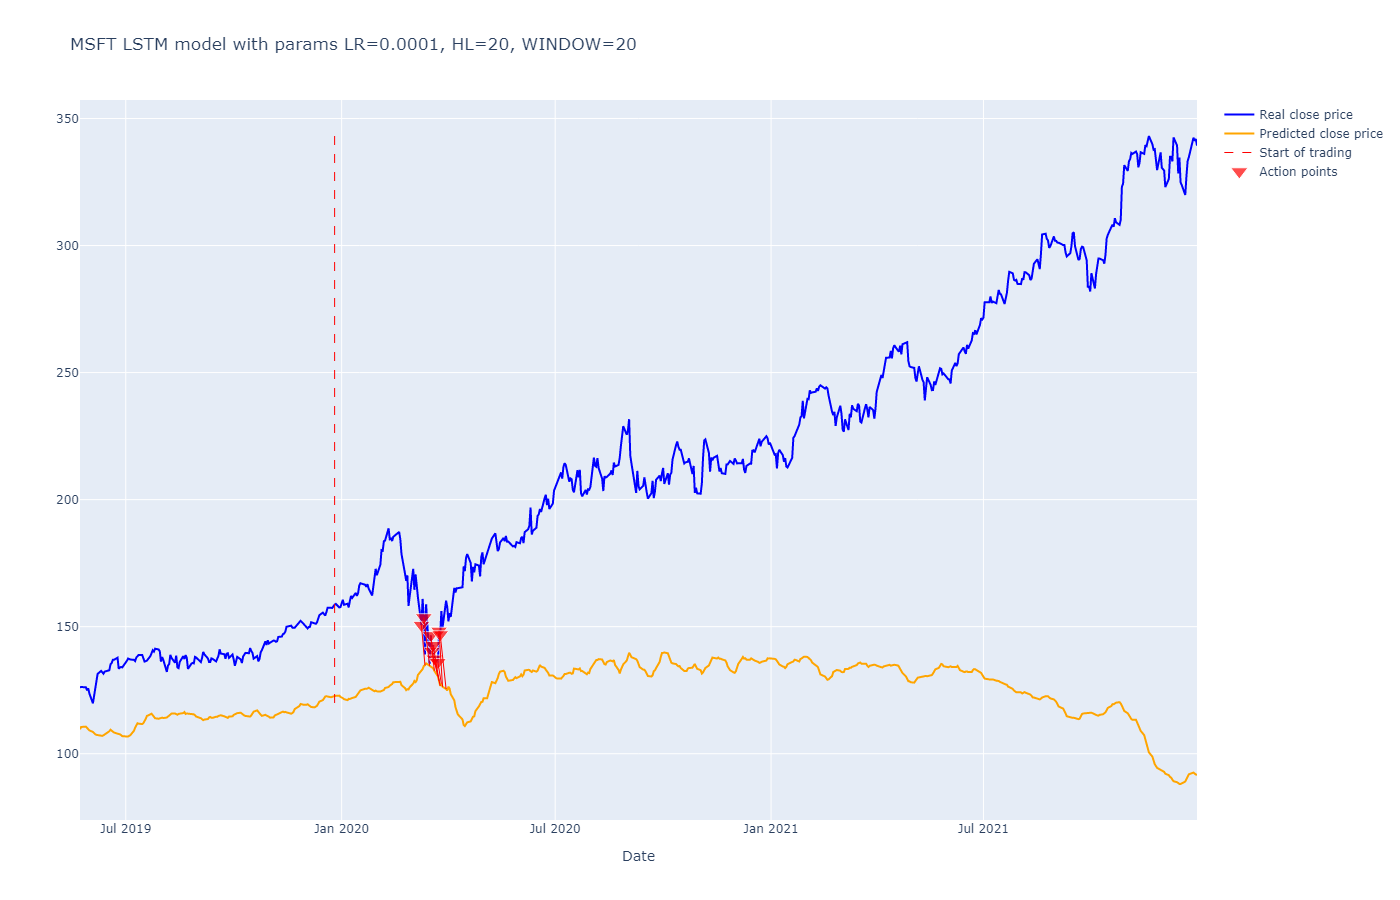 MSFT LSTM model with params LR=0.0001, HL=20, WINDOW=20
350
300
250
200
150
100
Jul 2019
Jan 2020
Jul 2020
Jan 2021
Jul 2021
Date
Real close price
Predicted close price
Start of trading
Action points